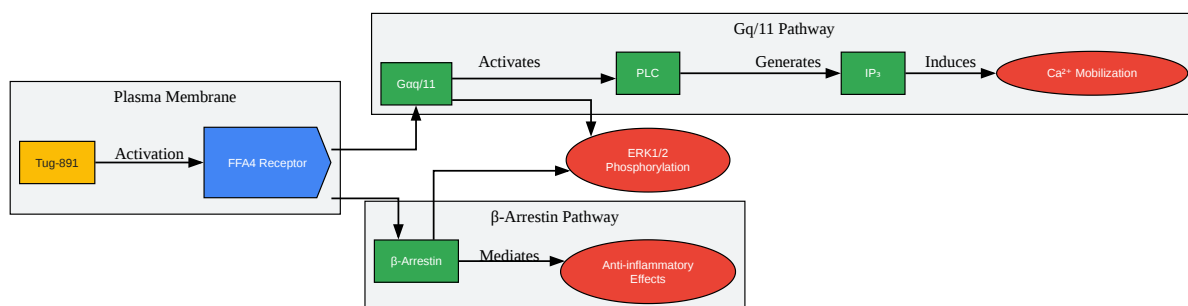 Gq/11 Pathway
Activates
Generates
Induces
Gαq/11
PLC
IP₃
Ca²⁺ Mobilization
Plasma Membrane
Activation
Tug-891
FFA4 Receptor
ERK1/2
Phosphorylation
β-Arrestin Pathway
β-Arrestin
Mediates
Anti-inflammatory
Effects